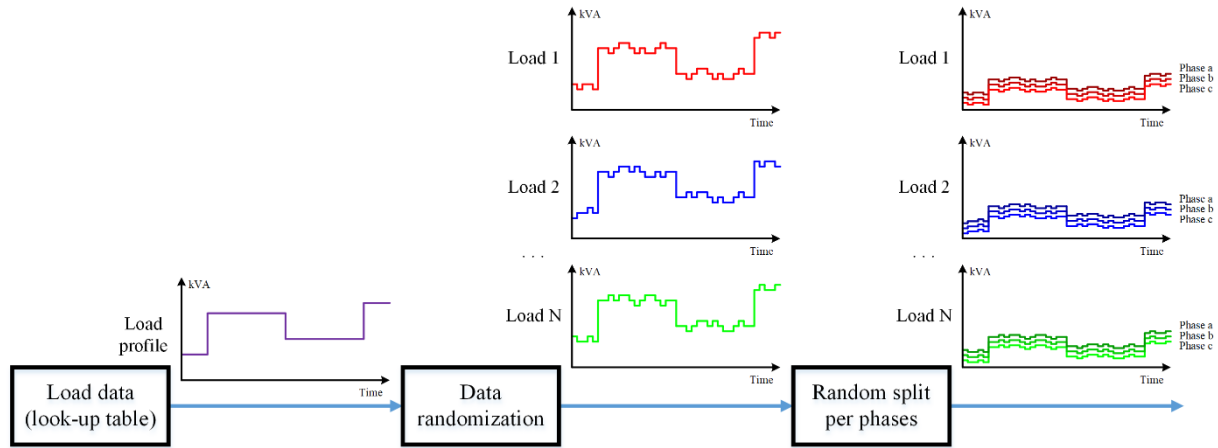 kVA
Load 1
Time
kVA
Load 1
Phase a
Phase b
Phase c
Time
kVA
Load 2
Time
kVA
Load 2
Phase a
Phase b
Phase c
Time
. . .
. . .
kVA
Load
profile
Time
kVA
Load N
Time
kVA
Load N
Phase a
Phase b
Phase c
Time
Load data
(look-up table)
Data
randomization
Random split
per phases